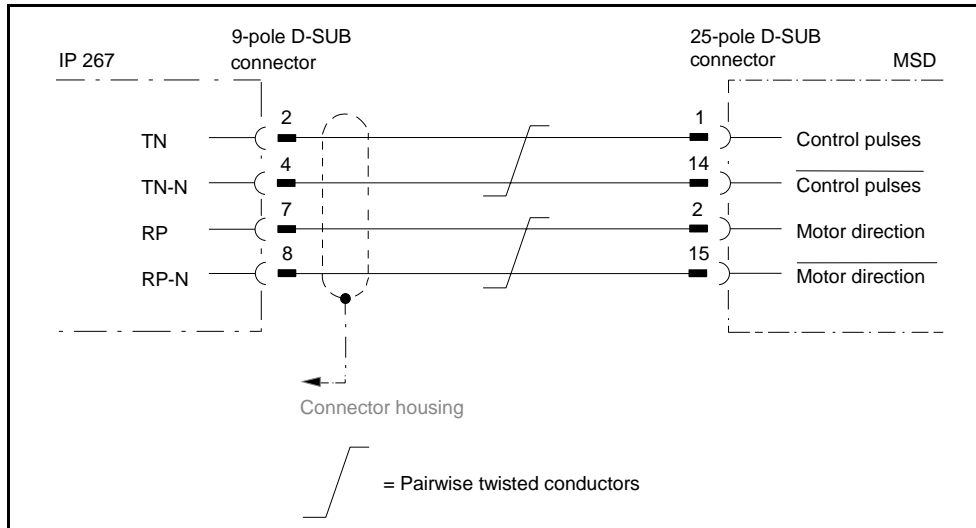 9-pole D-SUB
connector
25-pole D-SUB
connector
IP 267
MSD
2
1
TN
Control pulses
4
14
TN-N
Control pulses
7
2
RP
Motor direction
8
15
RP-N
Motor direction
Connector housing
= Pairwise twisted conductors